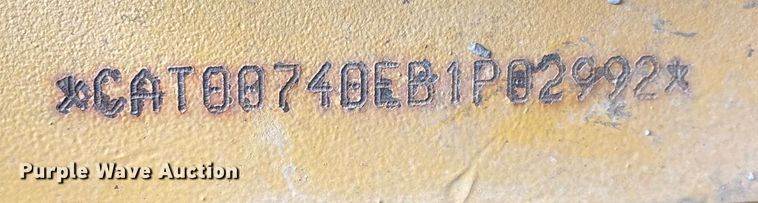 *CAT00740EB1P02992*
Purple Wave Auction